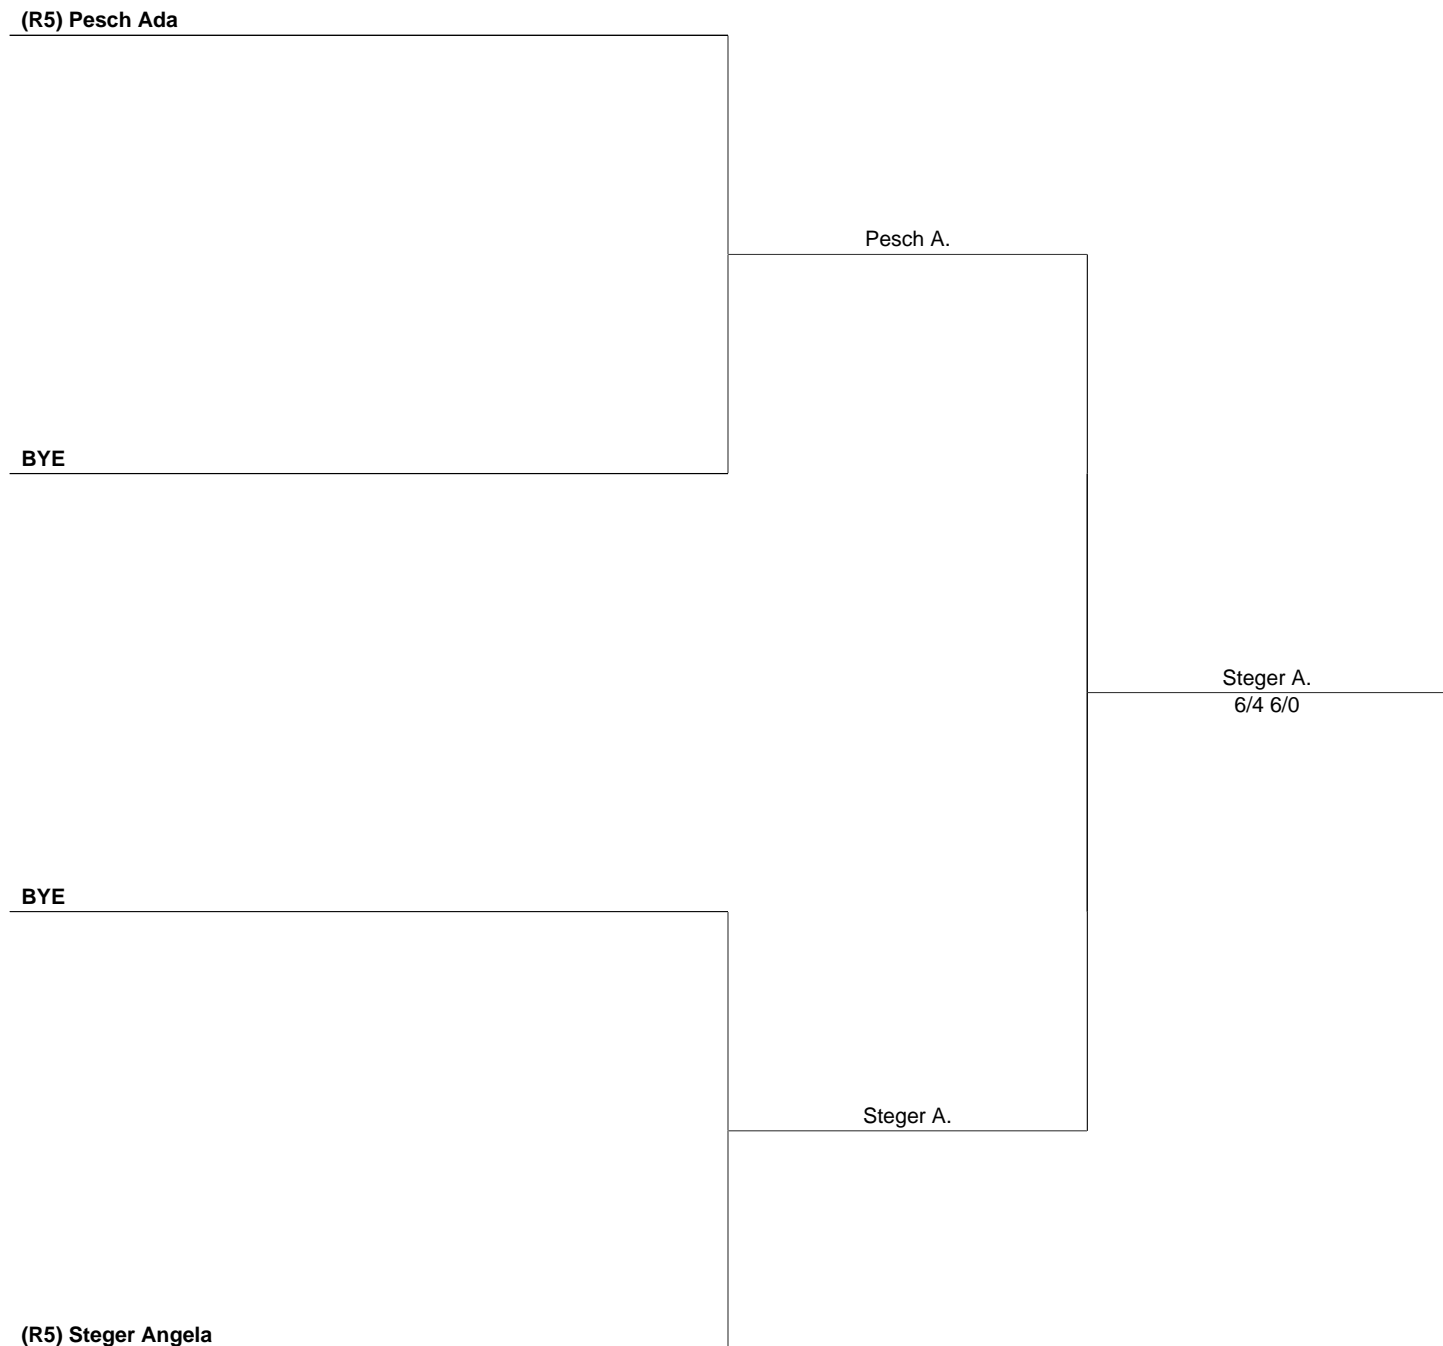 (R5) Pesch Ada
Pesch A.
BYE
Steger A.
6/4 6/0
BYE
Steger A.
(R5) Steger Angela